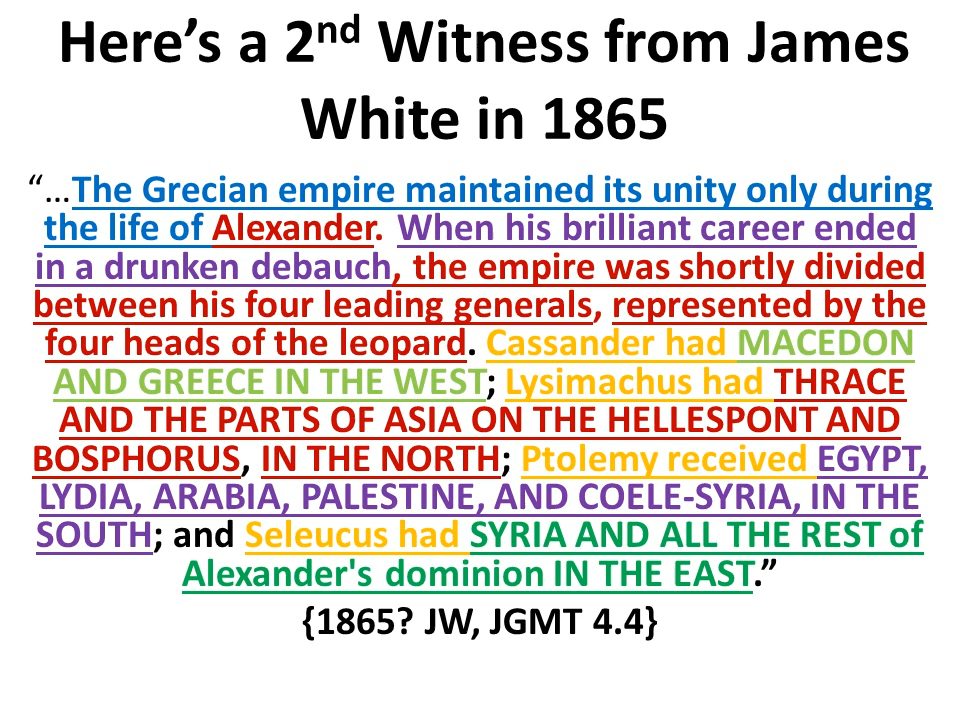 Here’s a 2nd Witness from James
White in 1865
“…The Grecian empire maintained its unity only during
the life of Alexander. When his brilliant career ended
in a drunken debauch, the empire was shortly divided
between his four leading generals, represented by the
four heads of the leopard. Cassander had MACEDON
AND GREECE IN THE WEST; Lysimachus had THRACE
AND THE PARTS OF ASIA ON THE HELLESPONT AND
BOSPHORUS, IN THE NORTH; Ptolemy received EGYPT,
LYDIA, ARABIA, PALESTINE, AND COELE-SYRIA, IN THE
SOUTH; and Seleucus had SYRIA AND ALL THE REST of
Alexander's dominion IN THE EAST.”
{1865? JW, JGMT 4.4}